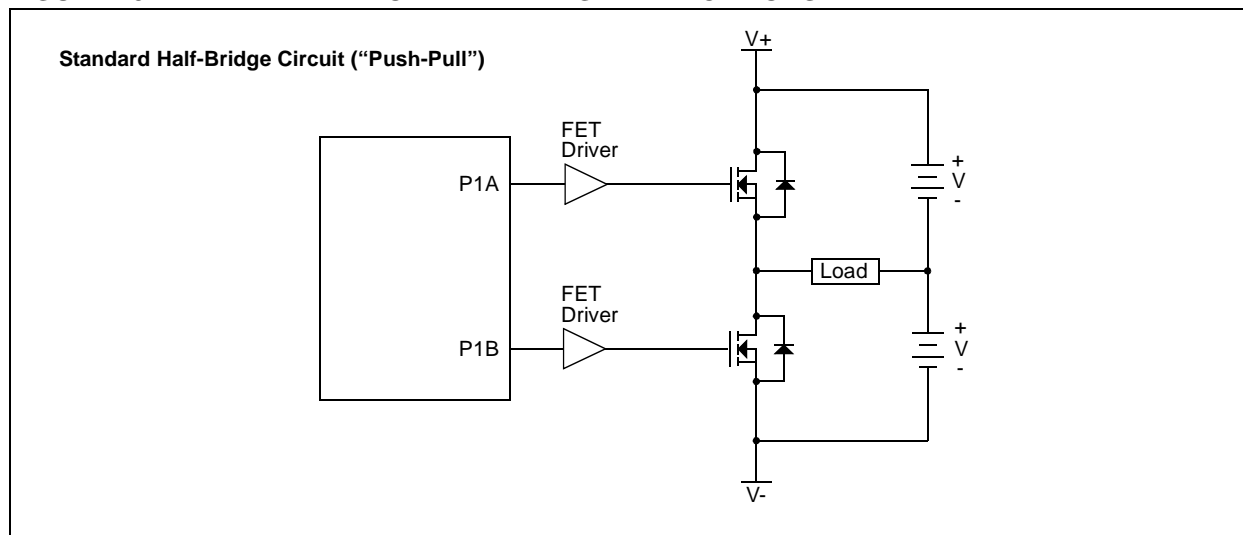 Standard Half-Bridge Circuit (“Push-Pull”)
V+
FET
Driver
P1A
+
V
-
Load
FET
Driver
P1B
+
V
-
V-